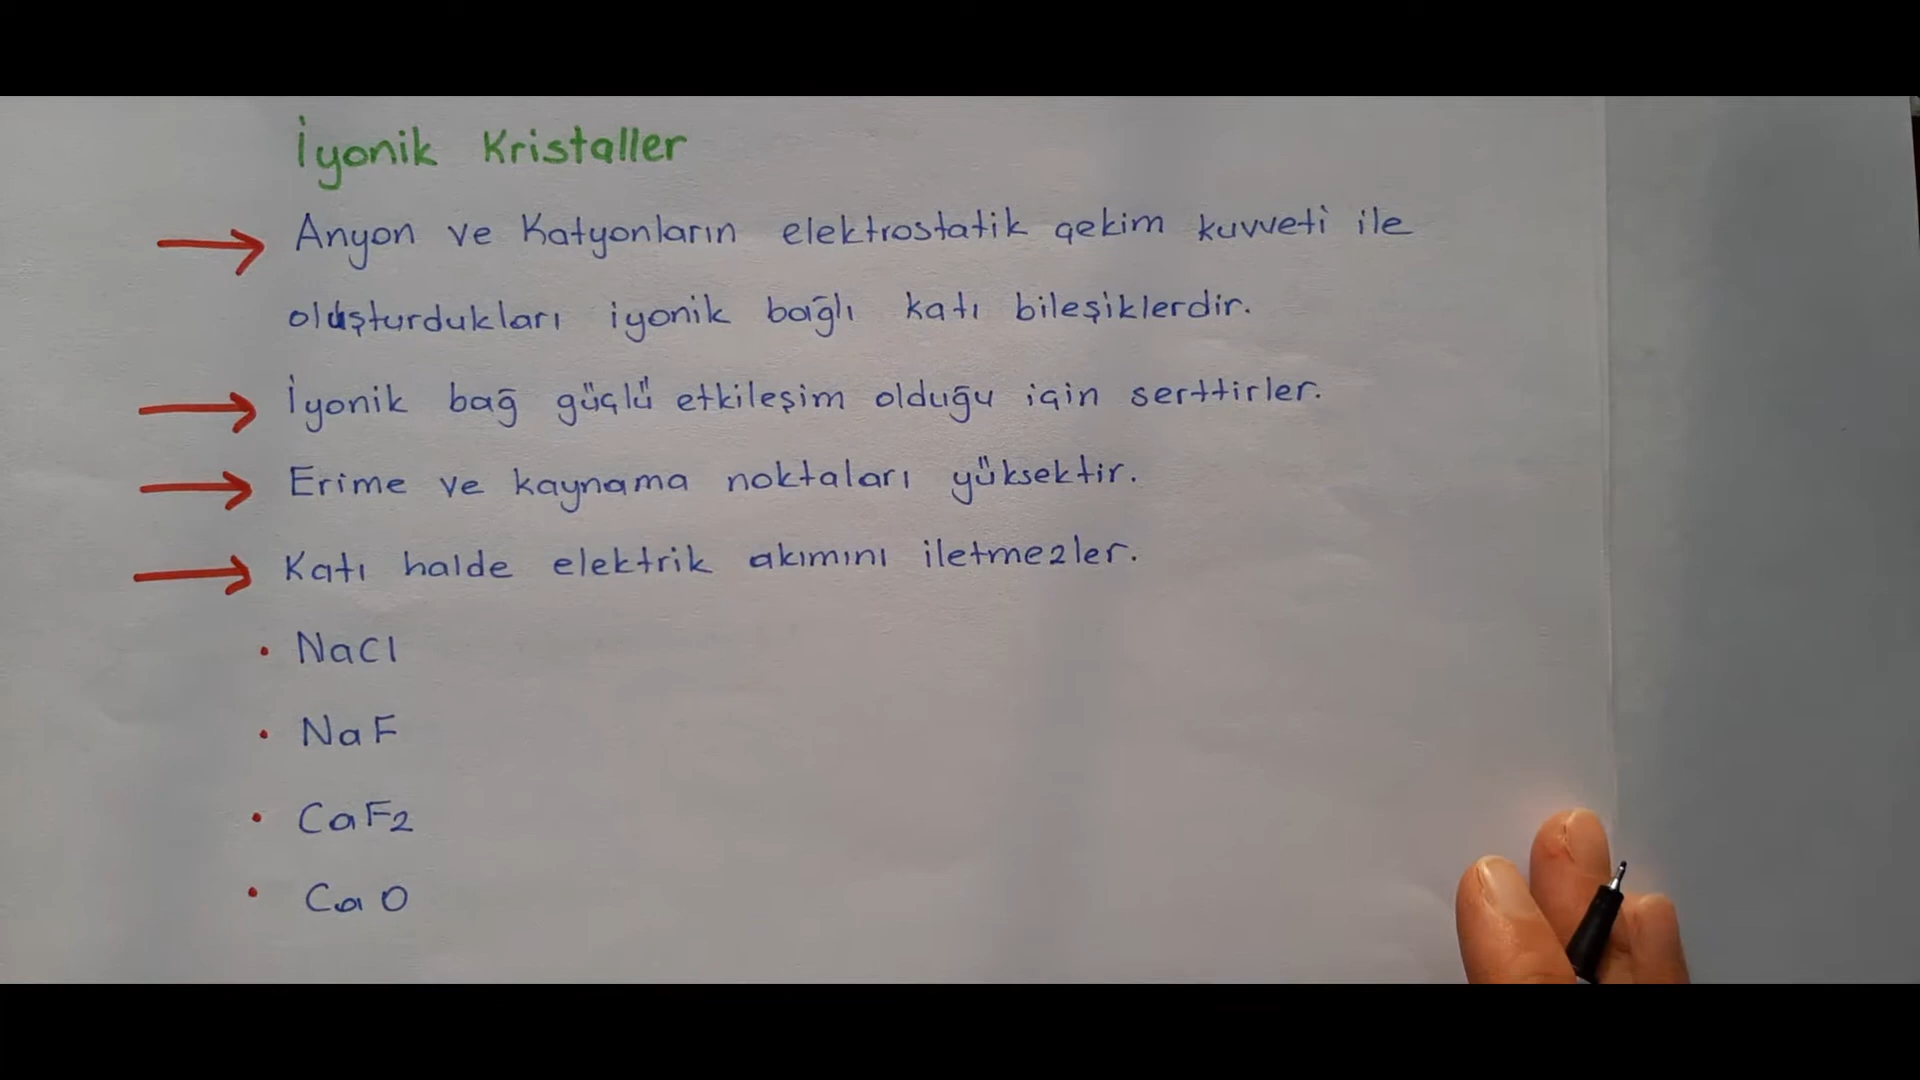 İyonik Kristaller
Anyon ve Katyonların elektrostatik çekim kuvveti ile
oluşturdukları iyonik bağlı katı bileşiklerdir.
İyonik bağ güçlü etkileşim olduğu için serttirler.
Erime ve kaynama noktaları yüksektir.
Katı halde elektrik akımını iletmezler.
• NaCl
• NaF
• CaF2
• CaO